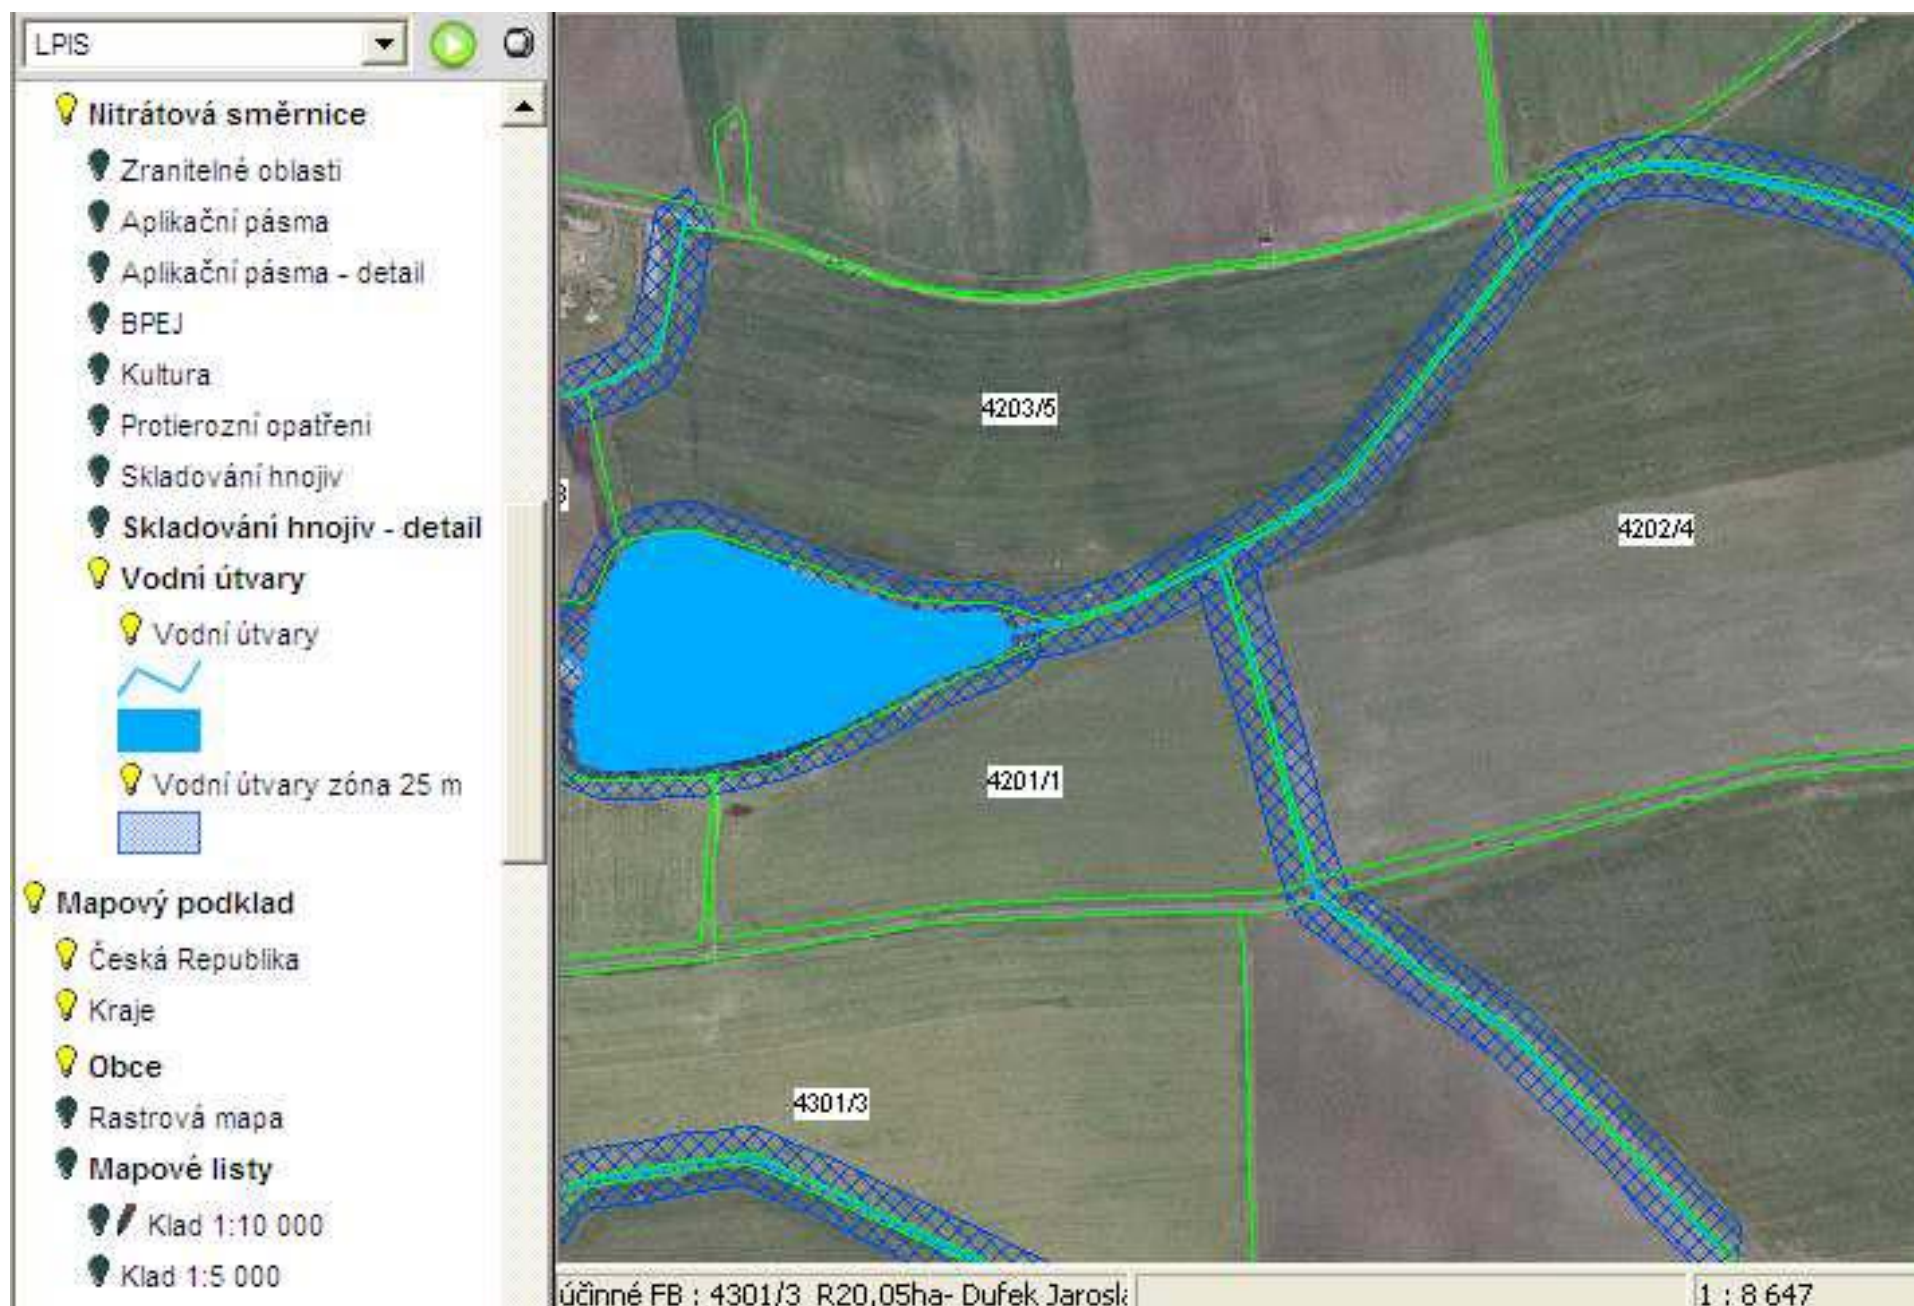 LPIS
Nitrátová směrnice
Zranitelné oblasti
Aplikační pásma
Aplikační pásma - detail
BPEJ
Kultura
Protierozní opatření
Skladování hnojiv
Skladování hnojiv - detail
Vodní útvary
Vodní útvary
Vodní útvary zóna 25 m
Mapový podklad
Česká Republika
Kraje
Obce
Rastrová mapa
Mapové listy
Klad 1:10 000
Klad 1:5 000
4203/5
4202/4
4201/1
4301/3
účinné FB : 4301/3 R20,05ha- Dufek Jarosl
1 : 8 647